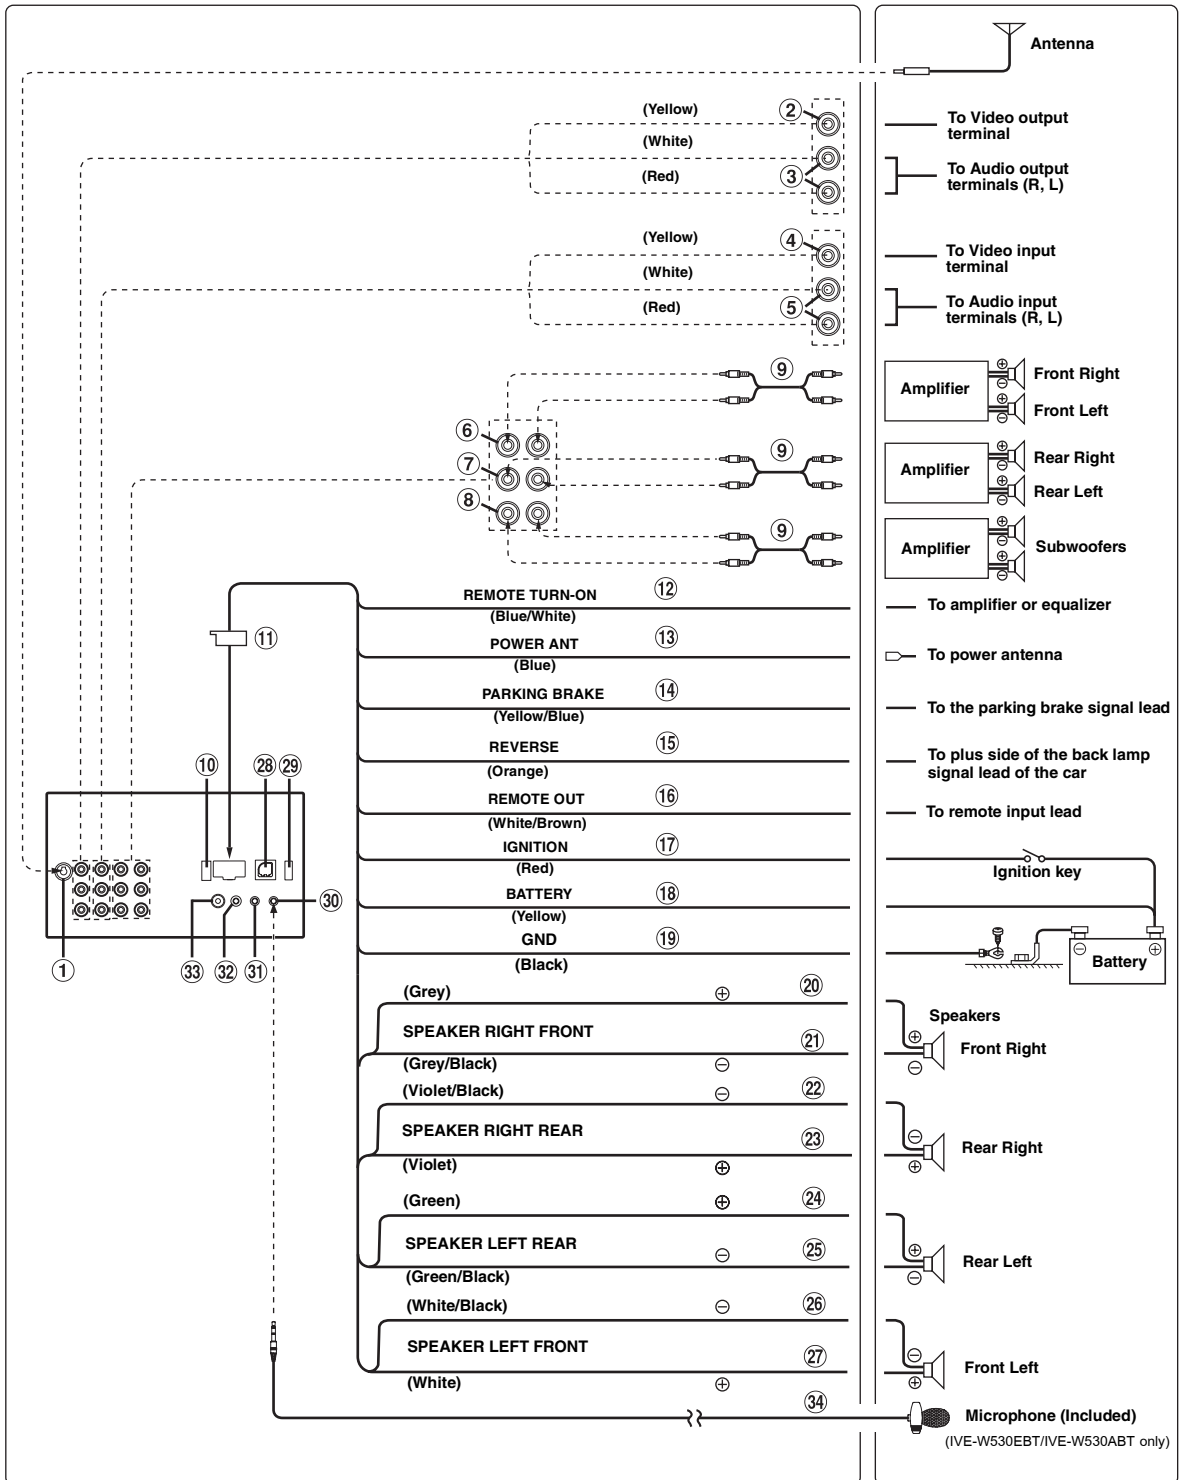 Antenna
(Yellow)
②
To Video output
terminal
(White)
③
To Audio output
terminals (R, L)
(Red)
(Yellow)
④
To Video input
terminal
(White)
⑤
To Audio input
terminals (R, L)
(Red)
⑨
Amplifier
⊕
⊖
Front Right
⊕
⊖
Front Left
⑥
⑦
⑧
⑨
Amplifier
⊕
⊖
Rear Right
⊕
⊖
Rear Left
⑨
Amplifier
⊕
⊖
⊕
⊖
Subwoofers
REMOTE TURN-ON
(Blue/White)
⑫
To amplifier or equalizer
⑪
POWER ANT
(Blue)
⑬
To power antenna
PARKING BRAKE
(Yellow/Blue)
⑭
To the parking brake signal lead
REVERSE
(Orange)
⑮
To plus side of the back lamp
signal lead of the car
⑩ ㉘ ㉙
REMOTE OUT
(White/Brown)
⑯
To remote input lead
IGNITION
(Red)
⑰
Ignition key
BATTERY
(Yellow)
⑱
㉚
GND
(Black)
⑲
⊖ ⊕
Battery
① ㉝ ㉜ ㉛
(Grey) ⊕ ⑳
Speakers
SPEAKER RIGHT FRONT
㉑
⊕
Front Right
⊖
(Grey/Black) ⊖
(Violet/Black) ⊖ ㉒
SPEAKER RIGHT REAR
㉓
⊖
Rear Right
⊕
(Violet) ⊕
(Green) ⊕ ㉔
SPEAKER LEFT REAR
⊖ ㉕
⊕
Rear Left
⊖
(Green/Black)
(White/Black) ⊖ ㉖
SPEAKER LEFT FRONT
㉗
⊖
Front Left
⊕
(White) ⊕
㉞
Microphone (Included)
(IVE-W530EBT/IVE-W530ABT only)